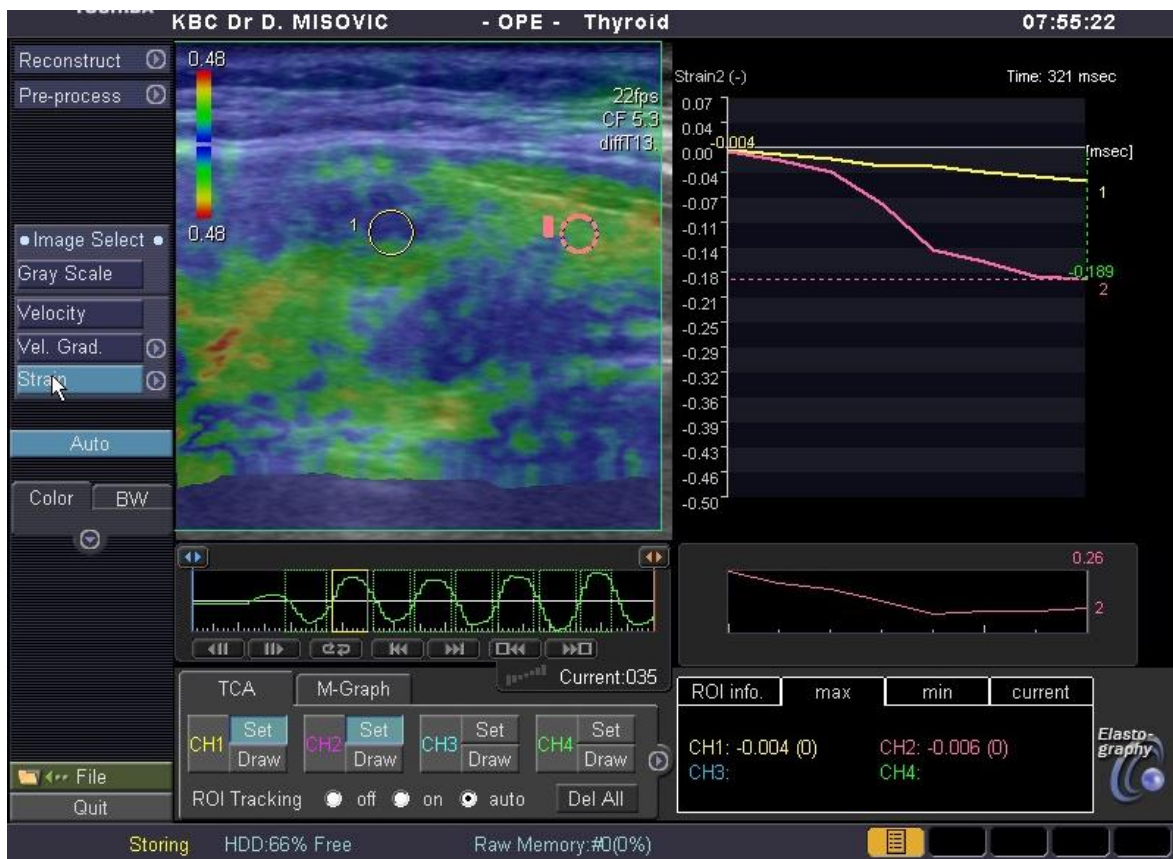 TOSHIBA
KBC Dr D. MISOVIC - OPE - Thyroid 07:55:22
Reconstruct
Pre-process
Image Select
Gray Scale
Velocity
Vel. Grad.
Strain
Auto
Color BW
File
Quit
0.48
0.48
22fps
CF 5.3
diffT13.
1
Strain2 (-) Time: 321 msec
0.07
0.04
0.00
-0.04
-0.07
-0.11
-0.14
-0.18
-0.21
-0.25
-0.29
-0.32
-0.36
-0.39
-0.43
-0.46
-0.50
-0.004
[msec]
1
-0.189
2
0.26
2
Current:035
TCA M-Graph
CH1 Set Draw
CH2 Set Draw
CH3 Set Draw
CH4 Set Draw
ROI Tracking off on auto Del All
ROI info. max min current
CH1: -0.004 (0) CH2: -0.006 (0)
CH3: CH4:
Elasto-
graphy
Storing HDD:66% Free Raw Memory:#0(0%)